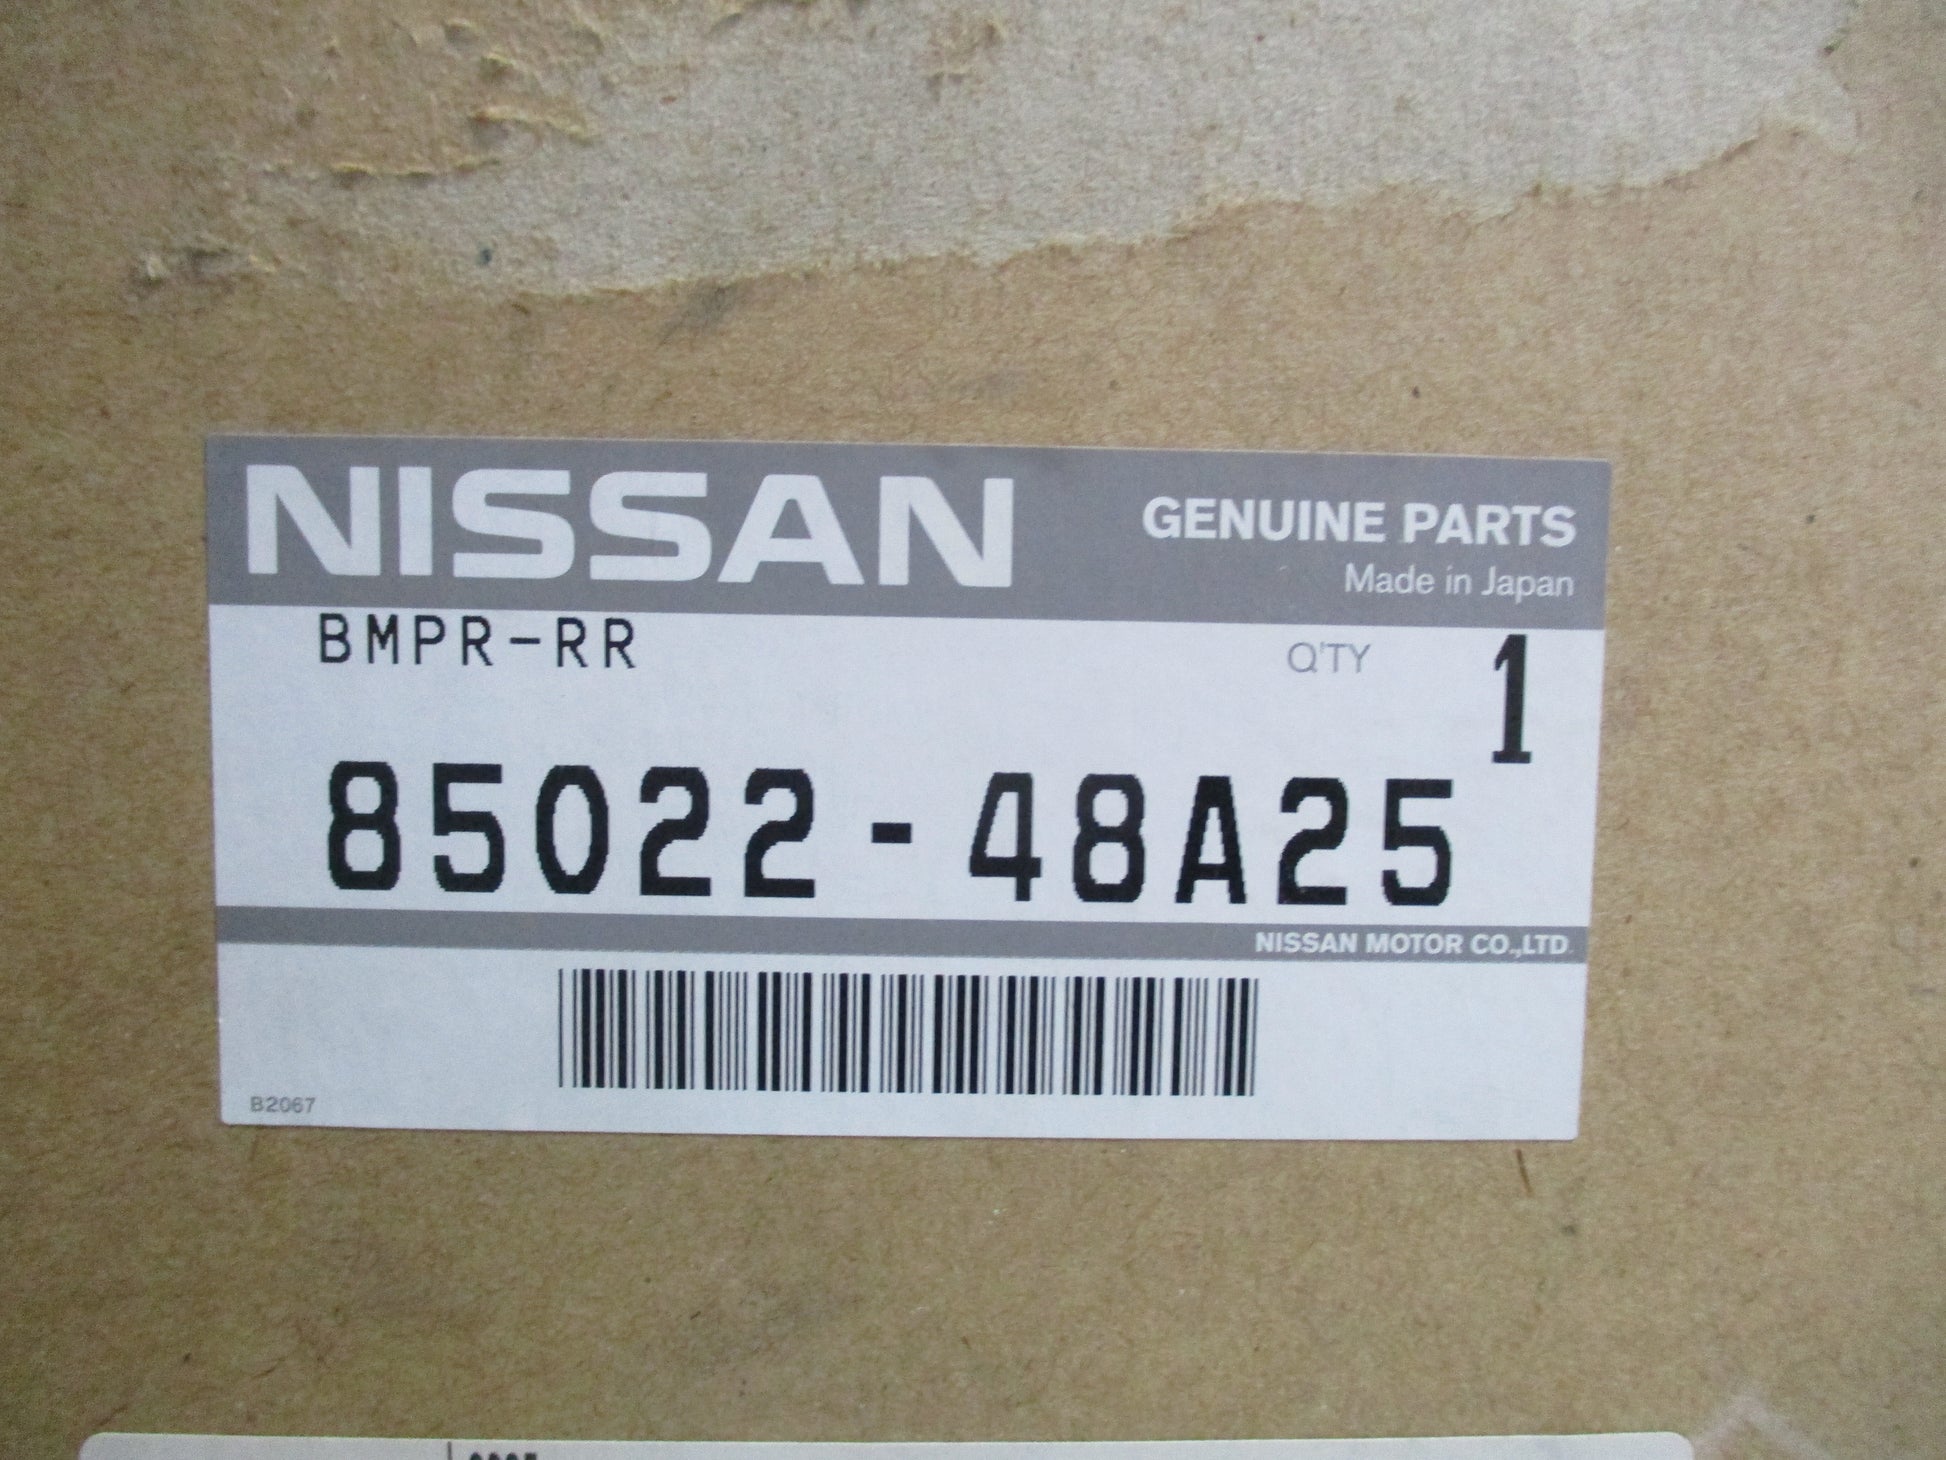 NISSAN
GENUINE PARTS
Made in Japan
BMPR-RR
Q'TY 1
85022-48A25
NISSAN MOTOR CO.,LTD.
B2067